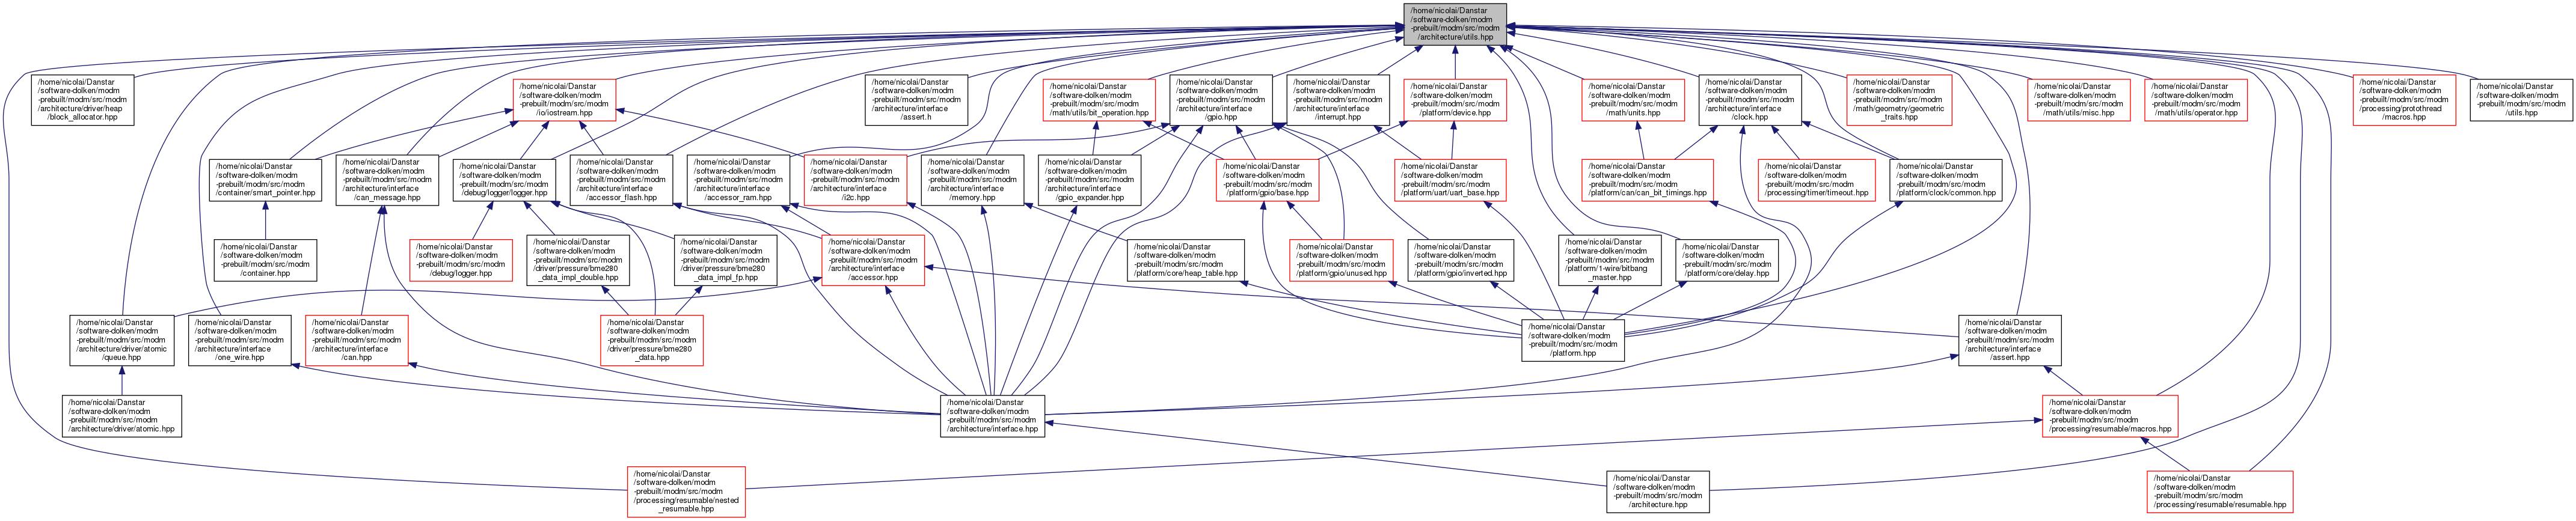 /home/nicolai/Danstar
/software-dolken/modm
-prebuilt/modm/src/modm
/architecture/utils.hpp
/home/nicolai/Danstar
/software-dolken/modm
-prebuilt/modm/src/modm
/architecture/driver/heap
/block_allocator.hpp
/home/nicolai/Danstar
/software-dolken/modm
-prebuilt/modm/src/modm
/io/iostream.hpp
/home/nicolai/Danstar
/software-dolken/modm
-prebuilt/modm/src/modm
/architecture/interface
/assert.h
/home/nicolai/Danstar
/software-dolken/modm
-prebuilt/modm/src/modm
/math/utils/bit_operation.hpp
/home/nicolai/Danstar
/software-dolken/modm
-prebuilt/modm/src/modm
/architecture/interface
/gpio.hpp
/home/nicolai/Danstar
/software-dolken/modm
-prebuilt/modm/src/modm
/architecture/interface
/interrupt.hpp
/home/nicolai/Danstar
/software-dolken/modm
-prebuilt/modm/src/modm
/platform/device.hpp
/home/nicolai/Danstar
/software-dolken/modm
-prebuilt/modm/src/modm
/math/units.hpp
/home/nicolai/Danstar
/software-dolken/modm
-prebuilt/modm/src/modm
/architecture/interface
/clock.hpp
/home/nicolai/Danstar
/software-dolken/modm
-prebuilt/modm/src/modm
/math/geometry/geometric
_traits.hpp
/home/nicolai/Danstar
/software-dolken/modm
-prebuilt/modm/src/modm
/math/utils/misc.hpp
/home/nicolai/Danstar
/software-dolken/modm
-prebuilt/modm/src/modm
/math/utils/operator.hpp
/home/nicolai/Danstar
/software-dolken/modm
-prebuilt/modm/src/modm
/processing/protothread
/macros.hpp
/home/nicolai/Danstar
/software-dolken/modm
-prebuilt/modm/src/modm
/utils.hpp
/home/nicolai/Danstar
/software-dolken/modm
-prebuilt/modm/src/modm
/container/smart_pointer.hpp
/home/nicolai/Danstar
/software-dolken/modm
-prebuilt/modm/src/modm
/architecture/interface
/can_message.hpp
/home/nicolai/Danstar
/software-dolken/modm
-prebuilt/modm/src/modm
/debug/logger/logger.hpp
/home/nicolai/Danstar
/software-dolken/modm
-prebuilt/modm/src/modm
/architecture/interface
/accessor_flash.hpp
/home/nicolai/Danstar
/software-dolken/modm
-prebuilt/modm/src/modm
/architecture/interface
/accessor_ram.hpp
/home/nicolai/Danstar
/software-dolken/modm
-prebuilt/modm/src/modm
/architecture/interface
/i2c.hpp
/home/nicolai/Danstar
/software-dolken/modm
-prebuilt/modm/src/modm
/architecture/interface
/memory.hpp
/home/nicolai/Danstar
/software-dolken/modm
-prebuilt/modm/src/modm
/architecture/interface
/gpio_expander.hpp
/home/nicolai/Danstar
/software-dolken/modm
-prebuilt/modm/src/modm
/platform/gpio/base.hpp
/home/nicolai/Danstar
/software-dolken/modm
-prebuilt/modm/src/modm
/platform/uart/uart_base.hpp
/home/nicolai/Danstar
/software-dolken/modm
-prebuilt/modm/src/modm
/platform/can/can_bit_timings.hpp
/home/nicolai/Danstar
/software-dolken/modm
-prebuilt/modm/src/modm
/processing/timer/timeout.hpp
/home/nicolai/Danstar
/software-dolken/modm
-prebuilt/modm/src/modm
/platform/clock/common.hpp
/home/nicolai/Danstar
/software-dolken/modm
-prebuilt/modm/src/modm
/container.hpp
/home/nicolai/Danstar
/software-dolken/modm
-prebuilt/modm/src/modm
/debug/logger.hpp
/home/nicolai/Danstar
/software-dolken/modm
-prebuilt/modm/src/modm
/driver/pressure/bme280
_data_impl_double.hpp
/home/nicolai/Danstar
/software-dolken/modm
-prebuilt/modm/src/modm
/driver/pressure/bme280
_data_impl_fp.hpp
/home/nicolai/Danstar
/software-dolken/modm
-prebuilt/modm/src/modm
/architecture/interface
/accessor.hpp
/home/nicolai/Danstar
/software-dolken/modm
-prebuilt/modm/src/modm
/platform/core/heap_table.hpp
/home/nicolai/Danstar
/software-dolken/modm
-prebuilt/modm/src/modm
/platform/gpio/unused.hpp
/home/nicolai/Danstar
/software-dolken/modm
-prebuilt/modm/src/modm
/platform/gpio/inverted.hpp
/home/nicolai/Danstar
/software-dolken/modm
-prebuilt/modm/src/modm
/platform/1-wire/bitbang
_master.hpp
/home/nicolai/Danstar
/software-dolken/modm
-prebuilt/modm/src/modm
/platform/core/delay.hpp
/home/nicolai/Danstar
/software-dolken/modm
-prebuilt/modm/src/modm
/architecture/driver/atomic
/queue.hpp
/home/nicolai/Danstar
/software-dolken/modm
-prebuilt/modm/src/modm
/architecture/interface
/one_wire.hpp
/home/nicolai/Danstar
/software-dolken/modm
-prebuilt/modm/src/modm
/architecture/interface
/can.hpp
/home/nicolai/Danstar
/software-dolken/modm
-prebuilt/modm/src/modm
/driver/pressure/bme280
_data.hpp
/home/nicolai/Danstar
/software-dolken/modm
-prebuilt/modm/src/modm
/platform.hpp
/home/nicolai/Danstar
/software-dolken/modm
-prebuilt/modm/src/modm
/architecture/interface
/assert.hpp
/home/nicolai/Danstar
/software-dolken/modm
-prebuilt/modm/src/modm
/architecture/driver/atomic.hpp
/home/nicolai/Danstar
/software-dolken/modm
-prebuilt/modm/src/modm
/architecture/interface.hpp
/home/nicolai/Danstar
/software-dolken/modm
-prebuilt/modm/src/modm
/processing/resumable/macros.hpp
/home/nicolai/Danstar
/software-dolken/modm
-prebuilt/modm/src/modm
/processing/resumable/nested
_resumable.hpp
/home/nicolai/Danstar
/software-dolken/modm
-prebuilt/modm/src/modm
/architecture.hpp
/home/nicolai/Danstar
/software-dolken/modm
-prebuilt/modm/src/modm
/processing/resumable/resumable.hpp